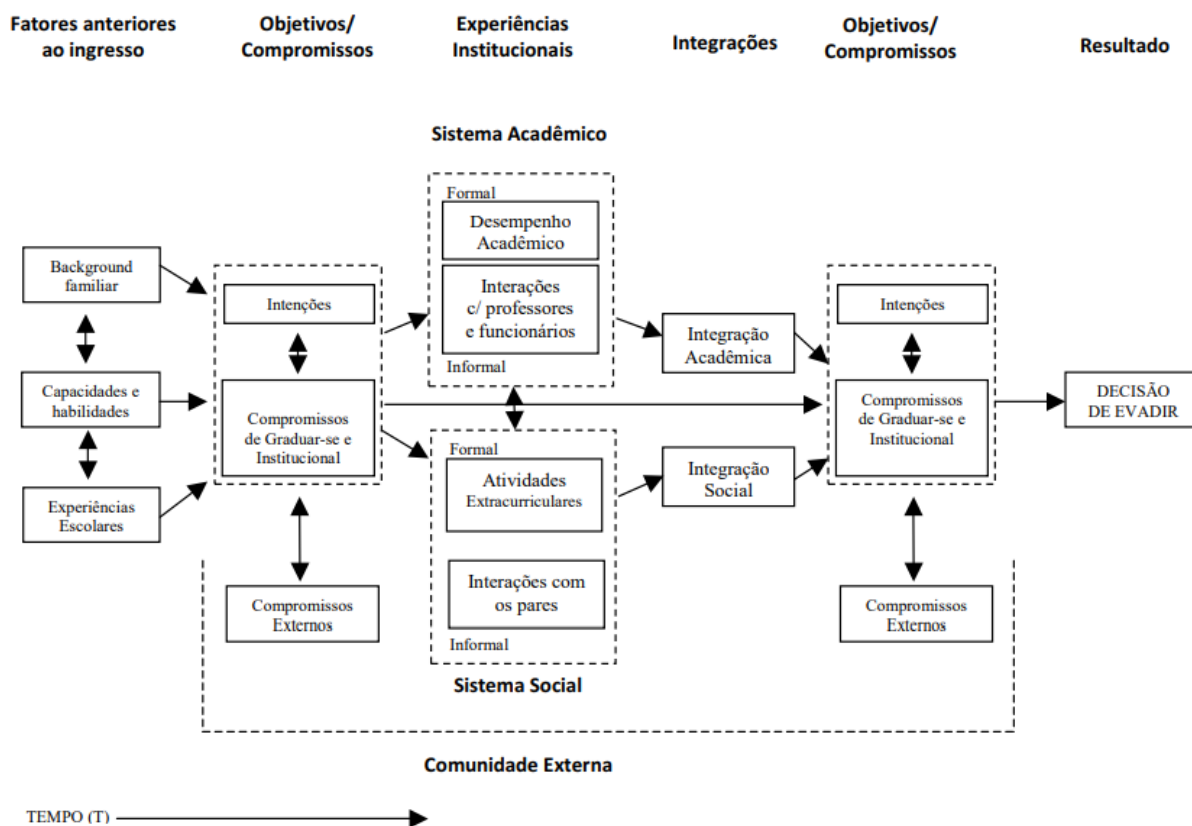 Fatores anteriores
ao ingresso
Objetivos/
Compromissos
Experiências
Institucionais
Integrações
Objetivos/
Compromissos
Resultado
Sistema Acadêmico
Formal
Desempenho
Acadêmico
Interações
c/ professores
e funcionários
Informal
Background
familiar
Capacidades e
habilidades
Experiências
Escolares
Intenções
Compromissos
de Graduar-se e
Institucional
Compromissos
Externos
Formal
Atividades
Extracurriculares
Interações com
os pares
Informal
Sistema Social
Integração
Acadêmica
Integração
Social
Intenções
Compromissos
de Graduar-se e
Institucional
Compromissos
Externos
DECISÃO
DE EVADIR
Comunidade Externa
TEMPO (T)